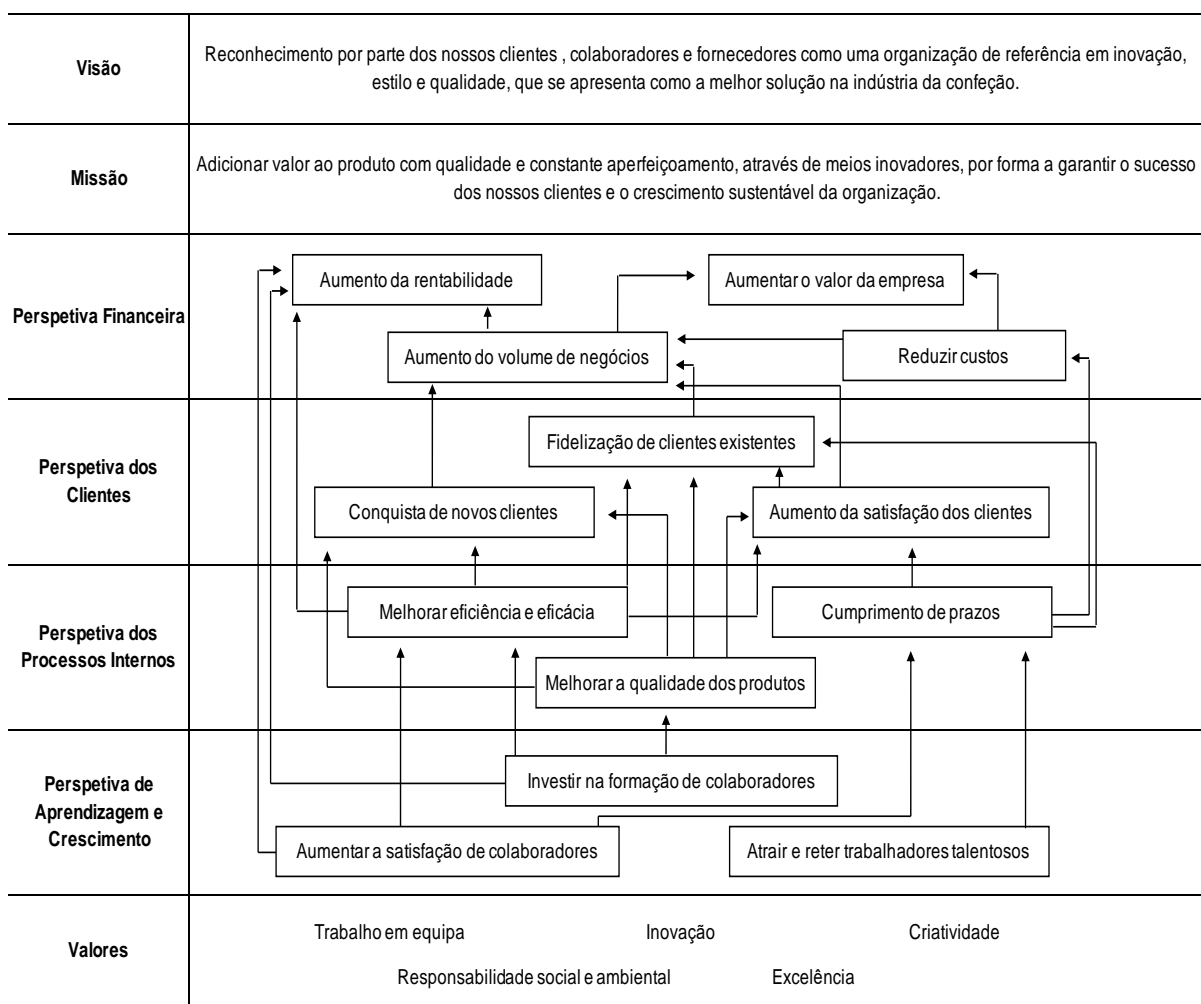 Visão
Reconhecimento por parte dos nossos clientes , colaboradores e fornecedores como uma organização de referência em inovação,
estilo e qualidade, que se apresenta como a melhor solução na indústria da confeção.
Missão
Adicionar valor ao produto com qualidade e constante aperfeiçoamento, através de meios inovadores, por forma a garantir o sucesso
dos nossos clientes e o crescimento sustentável da organização.
Perspetiva Financeira
Aumento da rentabilidade
Aumentar o valor da empresa
Aumento do volume de negócios
Reduzir custos
Perspetiva dos
Clientes
Fidelização de clientes existentes
Conquista de novos clientes
Aumento da satisfação dos clientes
Perspetiva dos
Processos Internos
Melhorar eficiência e eficácia
Cumprimento de prazos
Melhorar a qualidade dos produtos
Perspetiva de
Aprendizagem e
Crescimento
Investir na formação de colaboradores
Aumentar a satisfação de colaboradores
Atrair e reter trabalhadores talentosos
Valores
Trabalho em equipa
Inovação
Criatividade
Responsabilidade social e ambiental
Excelência